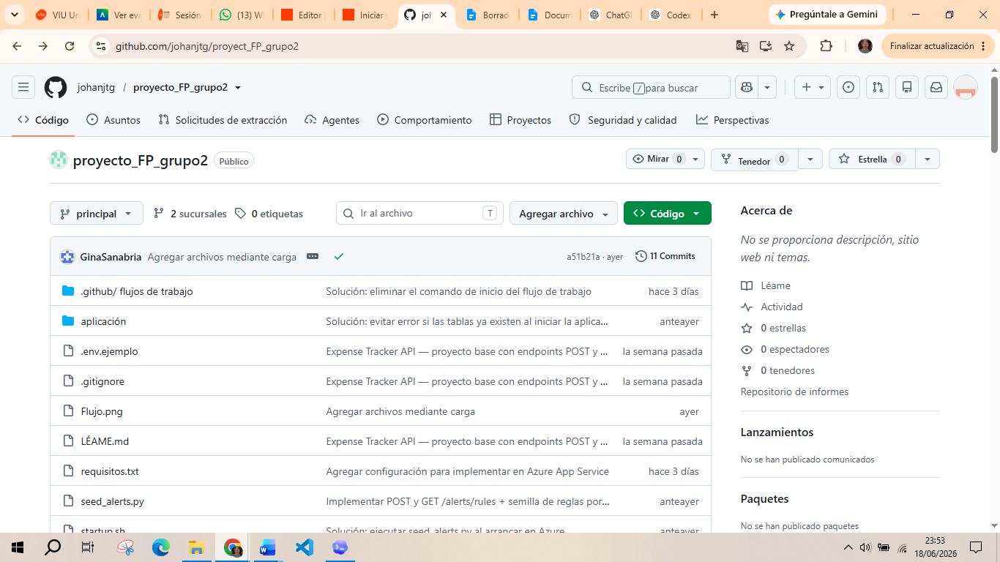 VIU Un
Ver eva
Sesión
(13) W
Editor
Iniciar s
joh
Borrad
Docum
ChatG
Codex
Pregúntale a Gemini
github.com/johanjtg/proyect_FP_grupo2
Finalizar actualización
johanjtg / proyecto_FP_grupo2
Escribe / para buscar
Código
Asuntos
Solicitudes de extracción
Agentes
Comportamiento
Proyectos
Seguridad y calidad
Perspectivas
proyecto_FP_grupo2 Público
Mirar 0
Tenedor 0
Estrella 0
principal
2 sucursales
0 etiquetas
Ir al archivo T
Agregar archivo
Código
GinaSanabria Agregar archivos mediante carga a51b21a · ayer 11 Commits
.github/ flujos de trabajo Solución: eliminar el comando de inicio del flujo de trabajo hace 3 días
aplicación Solución: evitar error si las tablas ya existen al iniciar la aplica... anteayer
.env.ejemplo Expense Tracker API — proyecto base con endpoints POST y ... la semana pasada
.gitignore Expense Tracker API — proyecto base con endpoints POST y ... la semana pasada
Flujo.png Agregar archivos mediante carga ayer
LÉAME.md Expense Tracker API — proyecto base con endpoints POST y ... la semana pasada
requisitos.txt Agregar configuración para implementar en Azure App Service hace 3 días
seed_alerts.py Implementar POST y GET /alerts/rules + semilla de reglas por... anteayer
startup.sh Solución: ejecutar seed_alerts.py al arrancar en Azure anteayer
Acerca de
No se proporciona descripción, sitio
web ni temas.
Léame
Actividad
0 estrellas
0 espectadores
0 tenedores
Repositorio de informes
Lanzamientos
No se han publicado comunicados
Paquetes
No se han publicado paquetes
23:53
18/06/2026